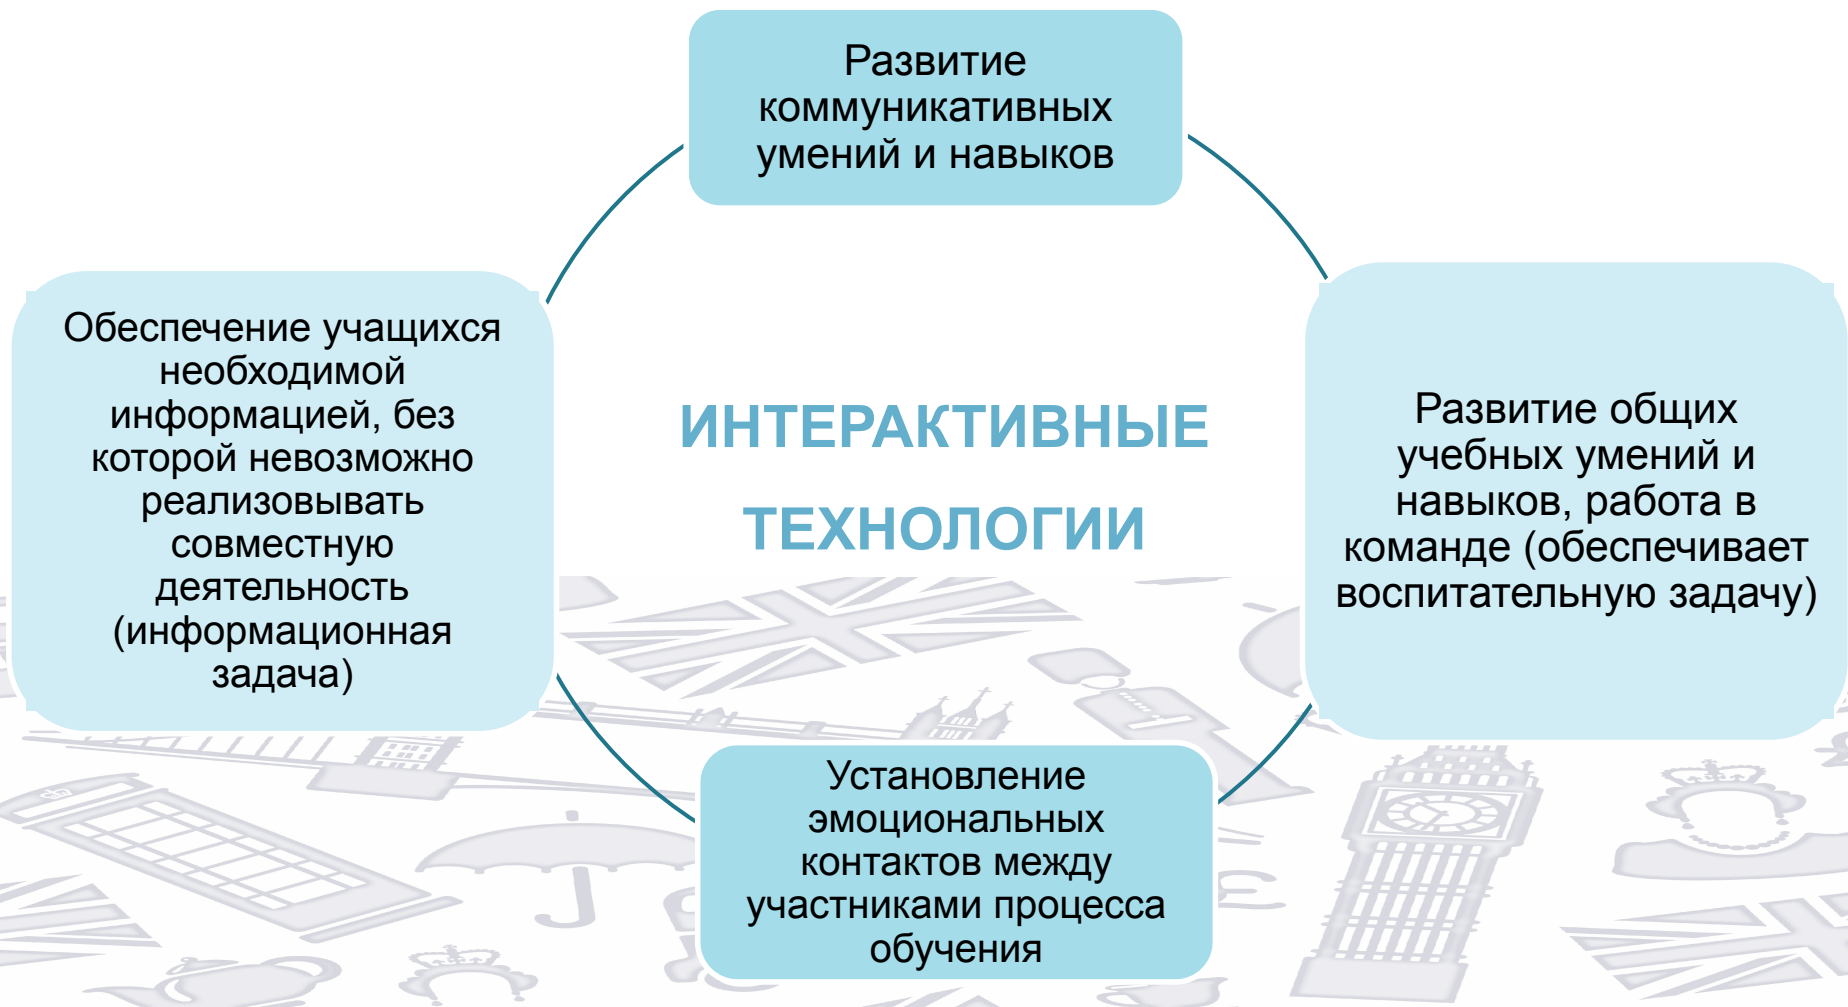 Развитие
коммуникативных
умений и навыков
Обеспечение учащихся
необходимой
информацией, без
которой невозможно
реализовывать
совместную
деятельность
(информационная
задача)
ИНТЕРАКТИВНЫЕ
ТЕХНОЛОГИИ
Развитие общих
учебных умений и
навыков, работа в
команде (обеспечивает
воспитательную задачу)
Установление
эмоциональных
контактов между
участниками процесса
обучения